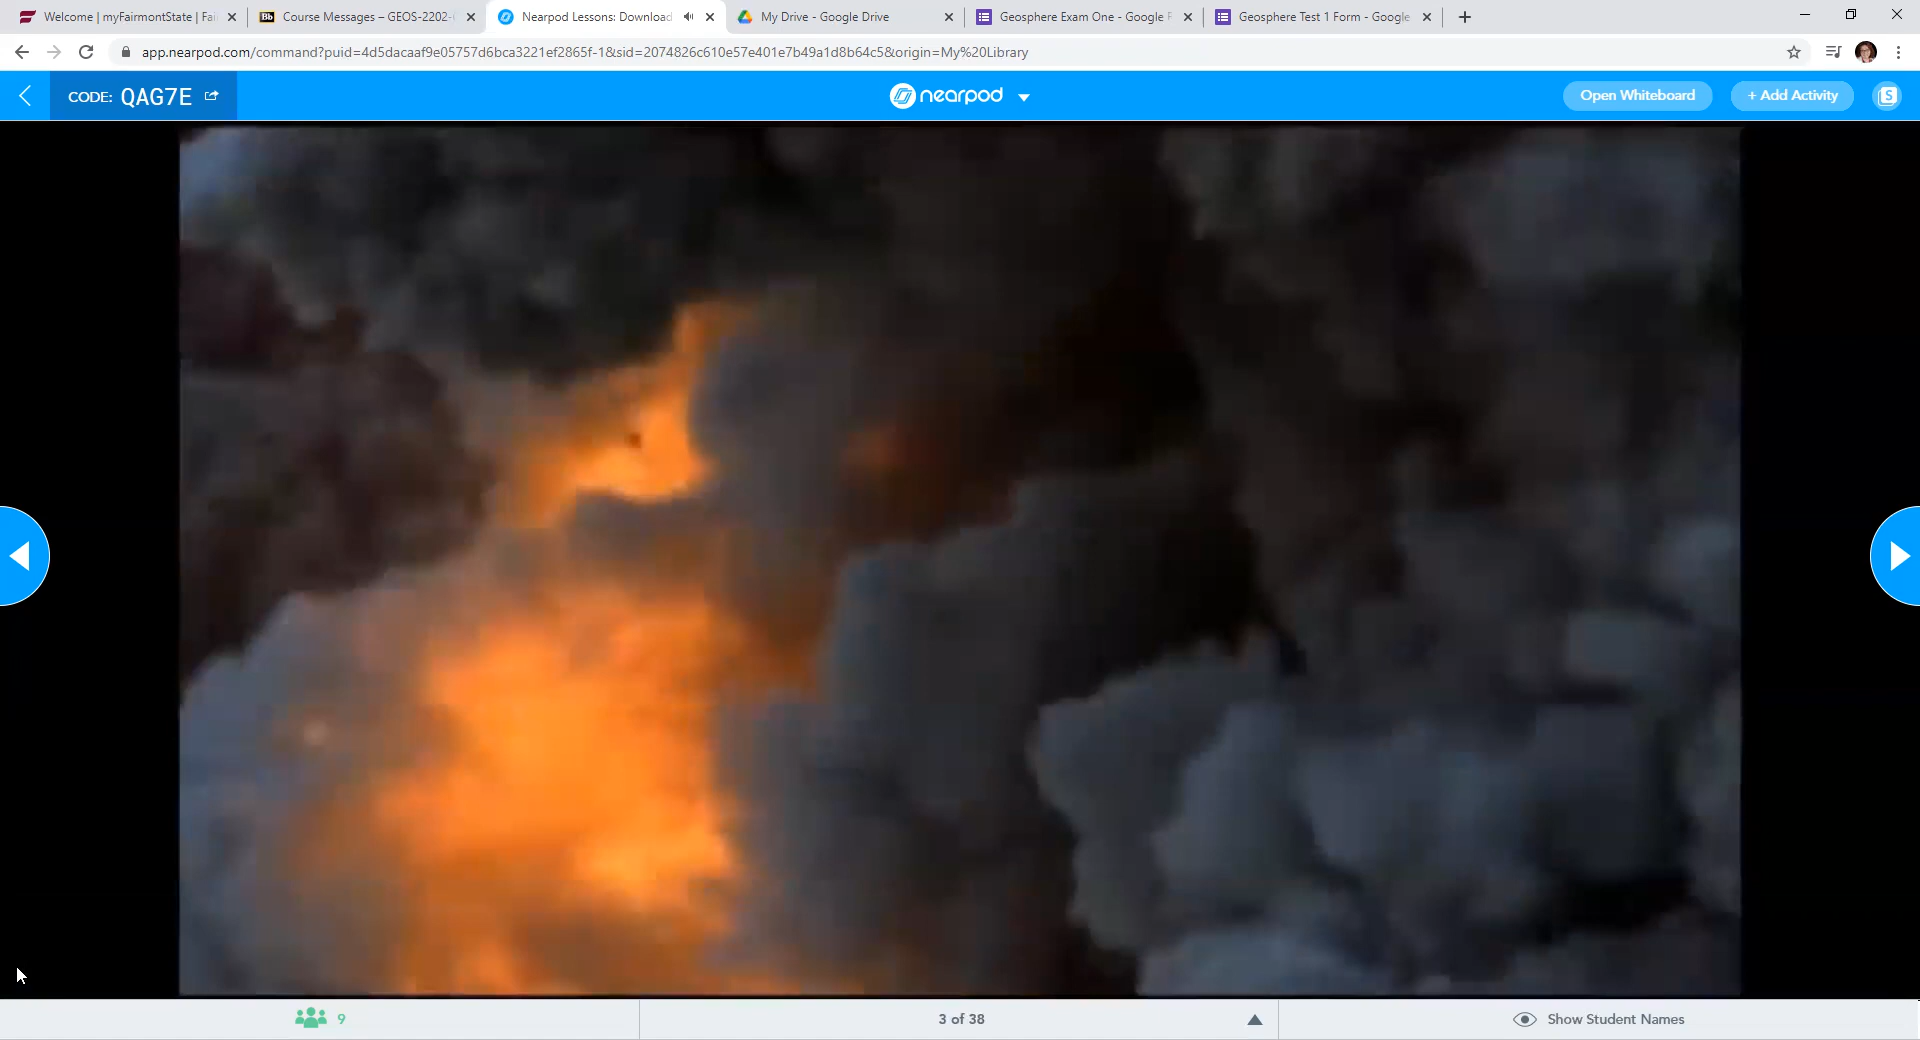 Welcome | myFairmontState | Fai
Course Messages – GEOS-2202-
Nearpod Lessons: Download
My Drive - Google Drive
Geosphere Exam One - Google F
Geosphere Test 1 Form - Google
app.nearpod.com/command?puid=4d5dacaaf9e05757d6bca3221ef2865f-1&sid=2074826c610e57e401e7b49a1d8b64c5&origin=My%20Library
CODE: QAG7E
nearpod
Open Whiteboard
+ Add Activity
S
9
3 of 38
Show Student Names